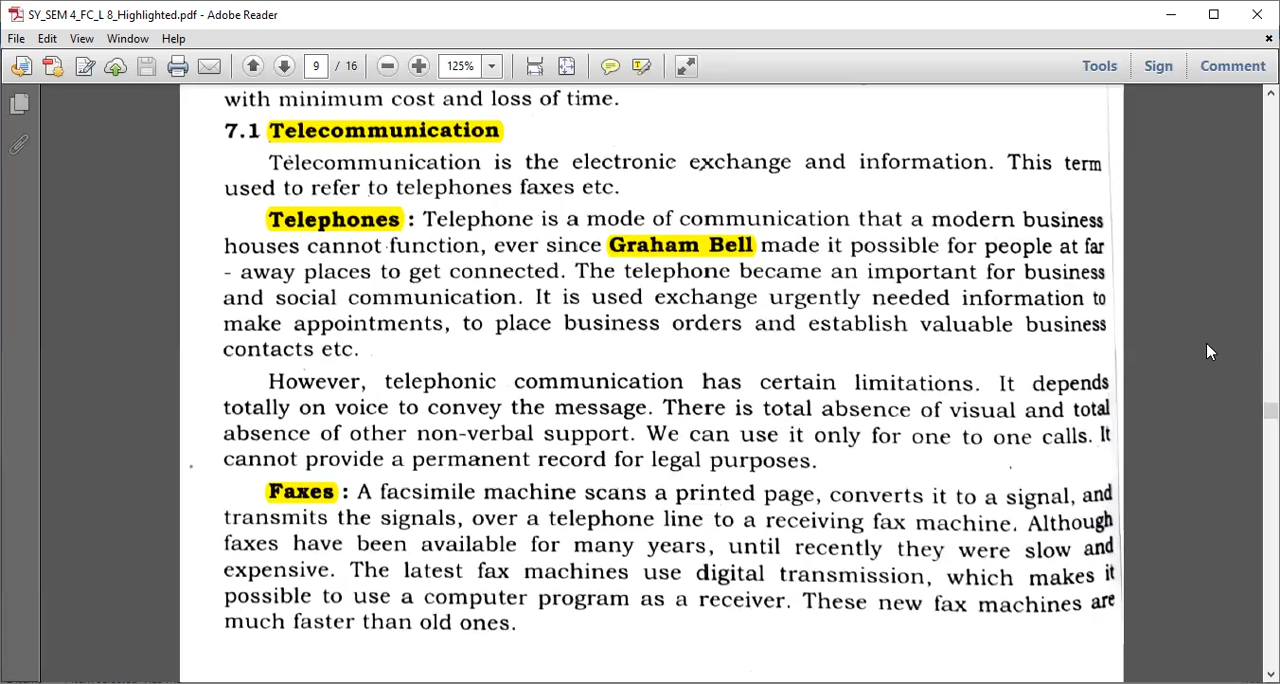 SY_SEM 4_FC_L 8_Highlighted.pdf - Adobe Reader
File Edit View Window Help
9 / 16 125% Tools Sign Comment
with minimum cost and loss of time.
7.1 Telecommunication
Telecommunication is the electronic exchange and information. This term
used to refer to telephones faxes etc.
Telephones : Telephone is a mode of communication that a modern business
houses cannot function, ever since Graham Bell made it possible for people at far
- away places to get connected. The telephone became an important for business
and social communication. It is used exchange urgently needed information to
make appointments, to place business orders and establish valuable business
contacts etc.
However, telephonic communication has certain limitations. It depends
totally on voice to convey the message. There is total absence of visual and total
absence of other non-verbal support. We can use it only for one to one calls. It
cannot provide a permanent record for legal purposes.
Faxes : A facsimile machine scans a printed page, converts it to a signal, and
transmits the signals, over a telephone line to a receiving fax machine. Although
faxes have been available for many years, until recently they were slow and
expensive. The latest fax machines use digital transmission, which makes it
possible to use a computer program as a receiver. These new fax machines are
much faster than old ones.